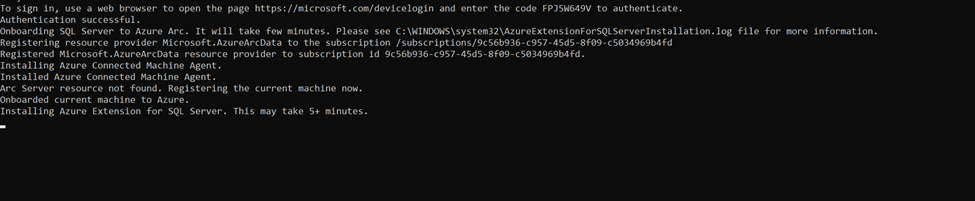 To sign in, use a web browser to open the page https://microsoft.com/devicelogin and enter the code FPJ5W649V to authenticate.
Authentication successful.
Onboarding SQL Server to Azure Arc. It will take few minutes. Please see C:\WINDOWS\system32\AzureExtensionForSQLServerInstallation.log file for more information.
Registering resource provider Microsoft.AzureArcData to the subscription /subscriptions/9c56b936-c957-45d5-8f09-c5034969b4fd
Registered Microsoft.AzureArcData resource provider to subscription id 9c56b936-c957-45d5-8f09-c5034969b4fd.
Installing Azure Connected Machine Agent.
Installed Azure Connected Machine Agent.
Arc Server resource not found. Registering the current machine now.
Onboarded current machine to Azure.
Installing Azure Extension for SQL Server. This may take 5+ minutes.